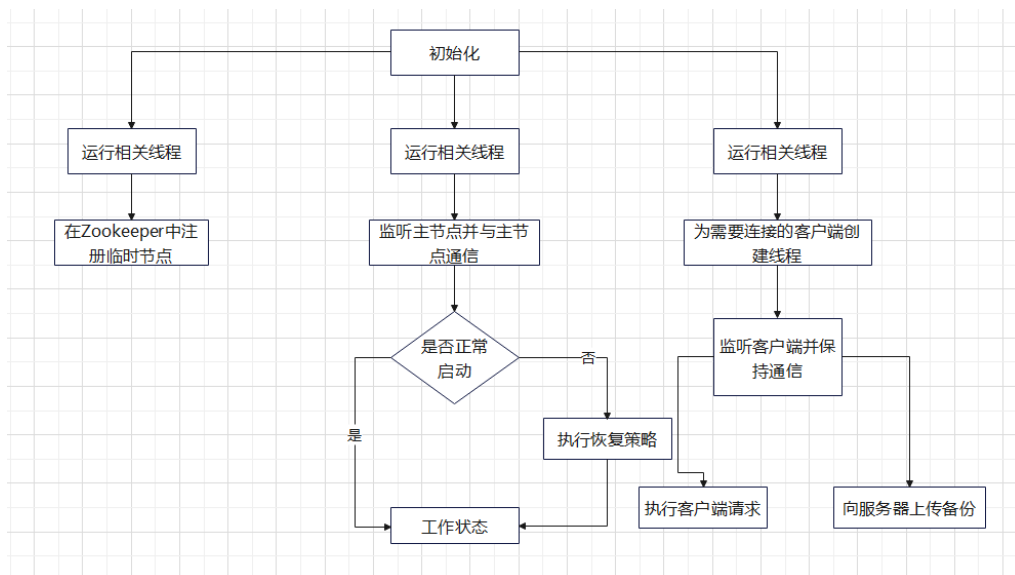 初始化
运行相关线程
运行相关线程
运行相关线程
在Zookeeper中注
册临时节点
监听主节点并与主节
点通信
为需要连接的客户端创
建线程
是否正常
启动
监听客户端并保
持通信
否
是
执行恢复策略
执行客户端请求
向服务器上传备份
工作状态